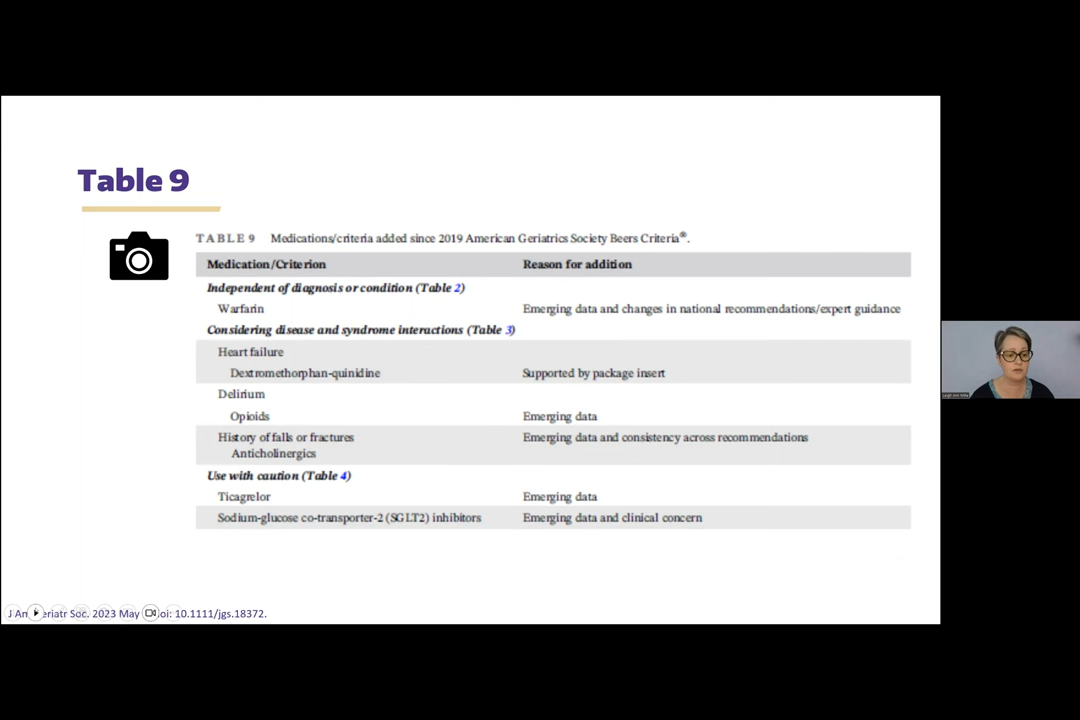 Table 9
TABLE 9 Medications/criteria added since 2019 American Geriatrics Society Beers Criteria®.
Medication/Criterion Reason for addition
Independent of diagnosis or condition (Table 2)
Warfarin Emerging data and changes in national recommendations/expert guidance
Considering disease and syndrome interactions (Table 3)
Heart failure
Dextromethorphan-quinidine Supported by package insert
Delirium
Opioids Emerging data
History of falls or fractures Emerging data and consistency across recommendations
Anticholinergics
Use with caution (Table 4)
Ticagrelor Emerging data
Sodium-glucose co-transporter-2 (SGLT2) inhibitors Emerging data and clinical concern
J Am eriatr Soc. 2023 May oi: 10.1111/jgs.18372.